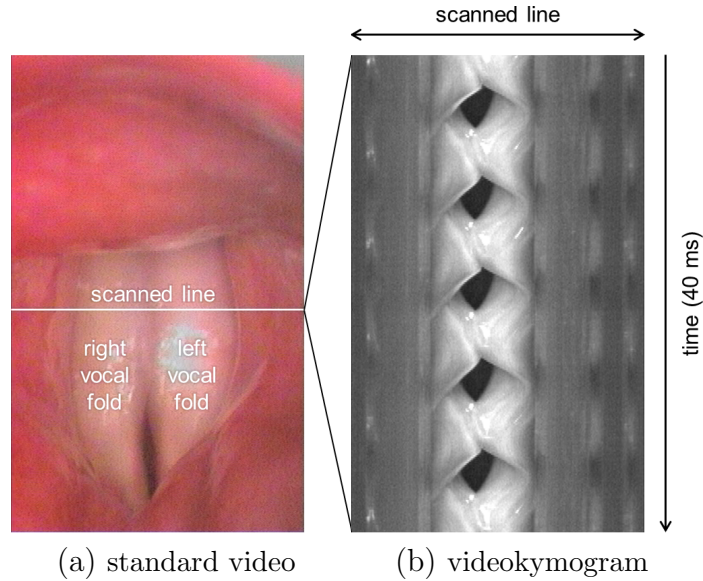 scanned line
scanned line
right
vocal
fold
left
vocal
fold
time (40 ms)
(a) standard video
(b) videokymogram